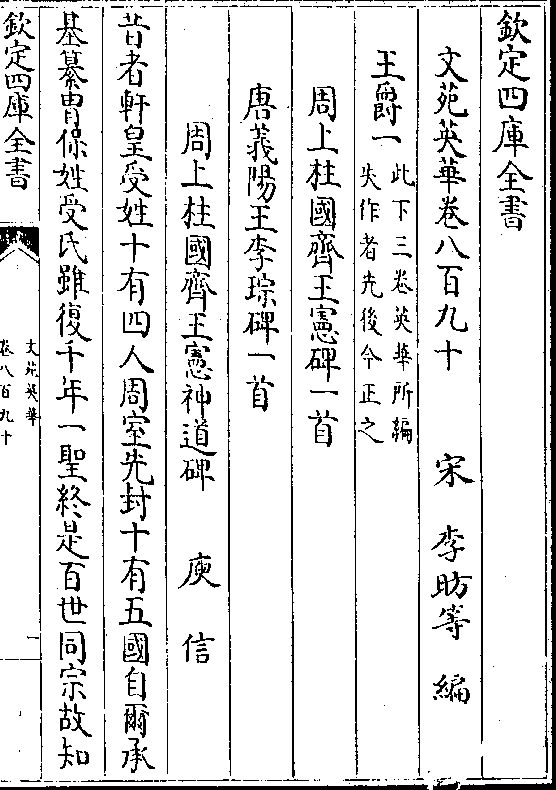 欽定四庫全書
文苑英華卷八百九十
宋 李昉等 編
王爵一
此下三卷英華所編
失作者先後今正之
周上柱國齊王憲碑一首
唐義陽王李琮碑一首
周上柱國齊王憲神道碑 庾信
昔者軒皇受姓十有四人周室先封十有五國自爾承
基纂胄保姓受氏雖復千年一聖終是百世同宗故知
欽定四庫全書
文苑英華
卷八百九十
一